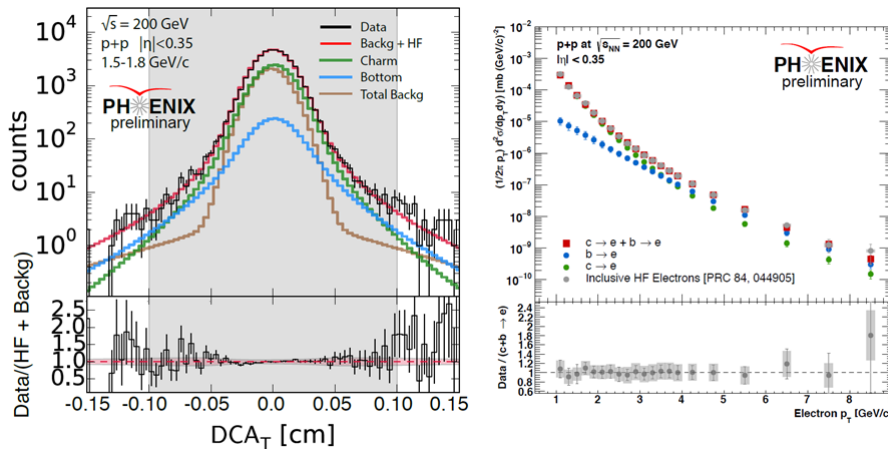 √s = 200 GeV
p+p |η|<0.35
1.5-1.8 GeV/c
PHENIX
preliminary
Data
Backg + HF
Charm
Bottom
Total Backg
counts
10⁴
10³
10²
10¹
10⁰
Data/(HF + Backg)
2.5
2.0
1.5
1.0
0.5
-0.15 -0.10 -0.05 0.0 0.05 0.10 0.15
DCA_T [cm]
p+p at √s_NN = 200 GeV
|η| < 0.35
PHENIX
preliminary
(1/2π p_T) d²σ/dp_Tdy) [mb (GeV/c)⁻²]
10⁻¹
10⁻²
10⁻³
10⁻⁴
10⁻⁵
10⁻⁶
10⁻⁷
10⁻⁸
10⁻⁹
10⁻¹⁰
c → e + b → e
b → e
c → e
Inclusive HF Electrons [PRC 84, 044905]
Data / (c+b → e)
2.4
2.2
2
1.8
1.6
1.4
1.2
1
0.8
0.6
1 2 3 4 5 6 7 8
Electron p_T [GeV/c